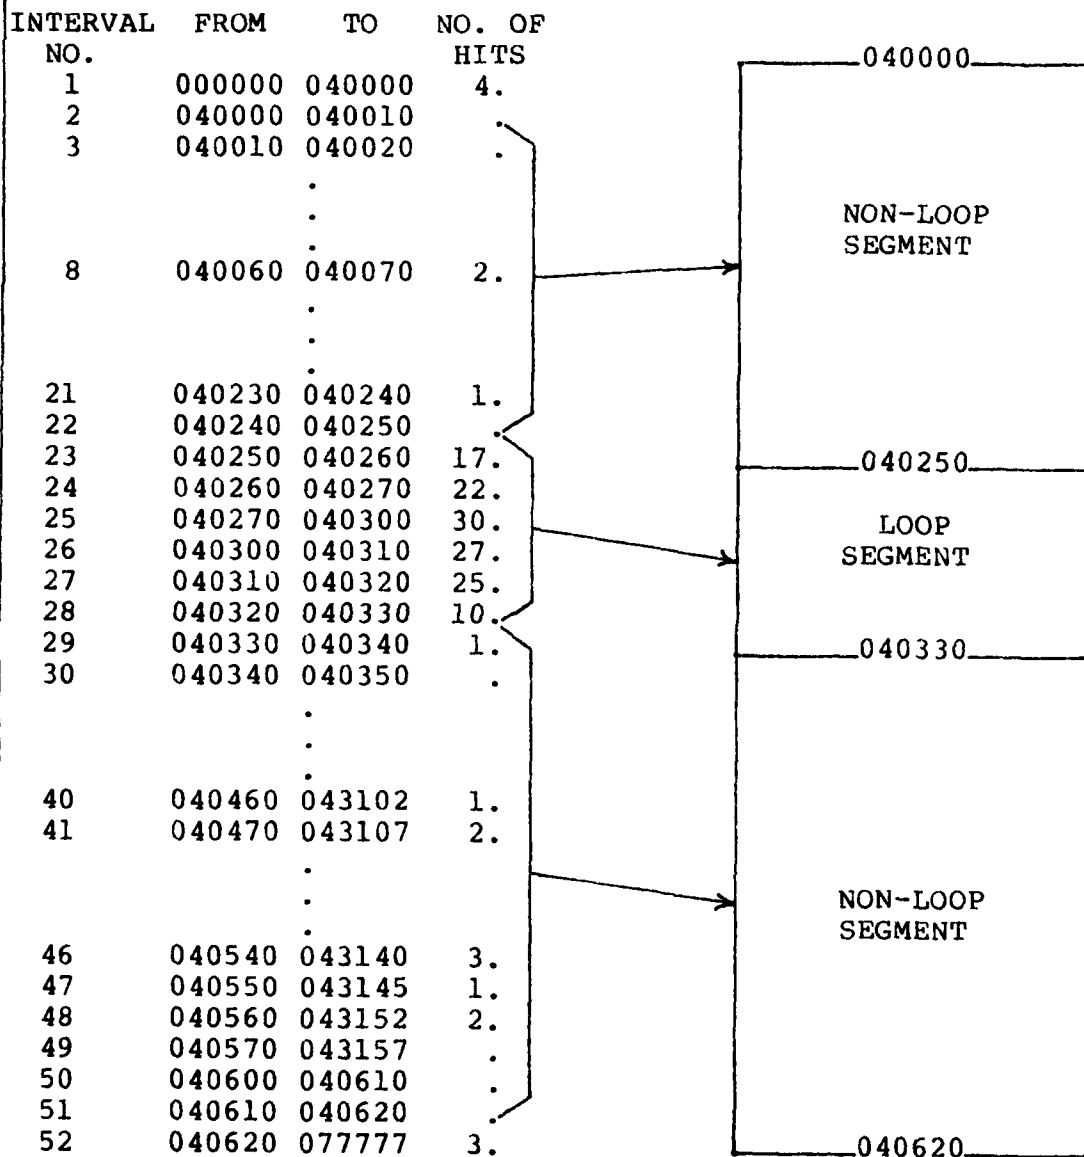 INTERVAL FROM TO NO. OF
NO. HITS
1 000000 040000 4.
2 040000 040010 .
3 040010 040020 .
.
.
.
8 040060 040070 2.
.
.
.
21 040230 040240 1.
22 040240 040250 .
23 040250 040260 17.
24 040260 040270 22.
25 040270 040300 30.
26 040300 040310 27.
27 040310 040320 25.
28 040320 040330 10.
29 040330 040340 1.
30 040340 040350 .
.
.
.
40 040460 043102 1.
41 040470 043107 2.
.
.
.
46 040540 043140 3.
47 040550 043145 1.
48 040560 043152 2.
49 040570 043157 .
50 040600 040610 .
51 040610 040620 .
52 040620 077777 3.
040000
NON-LOOP
SEGMENT
040250
LOOP
SEGMENT
040330
NON-LOOP
SEGMENT
040620